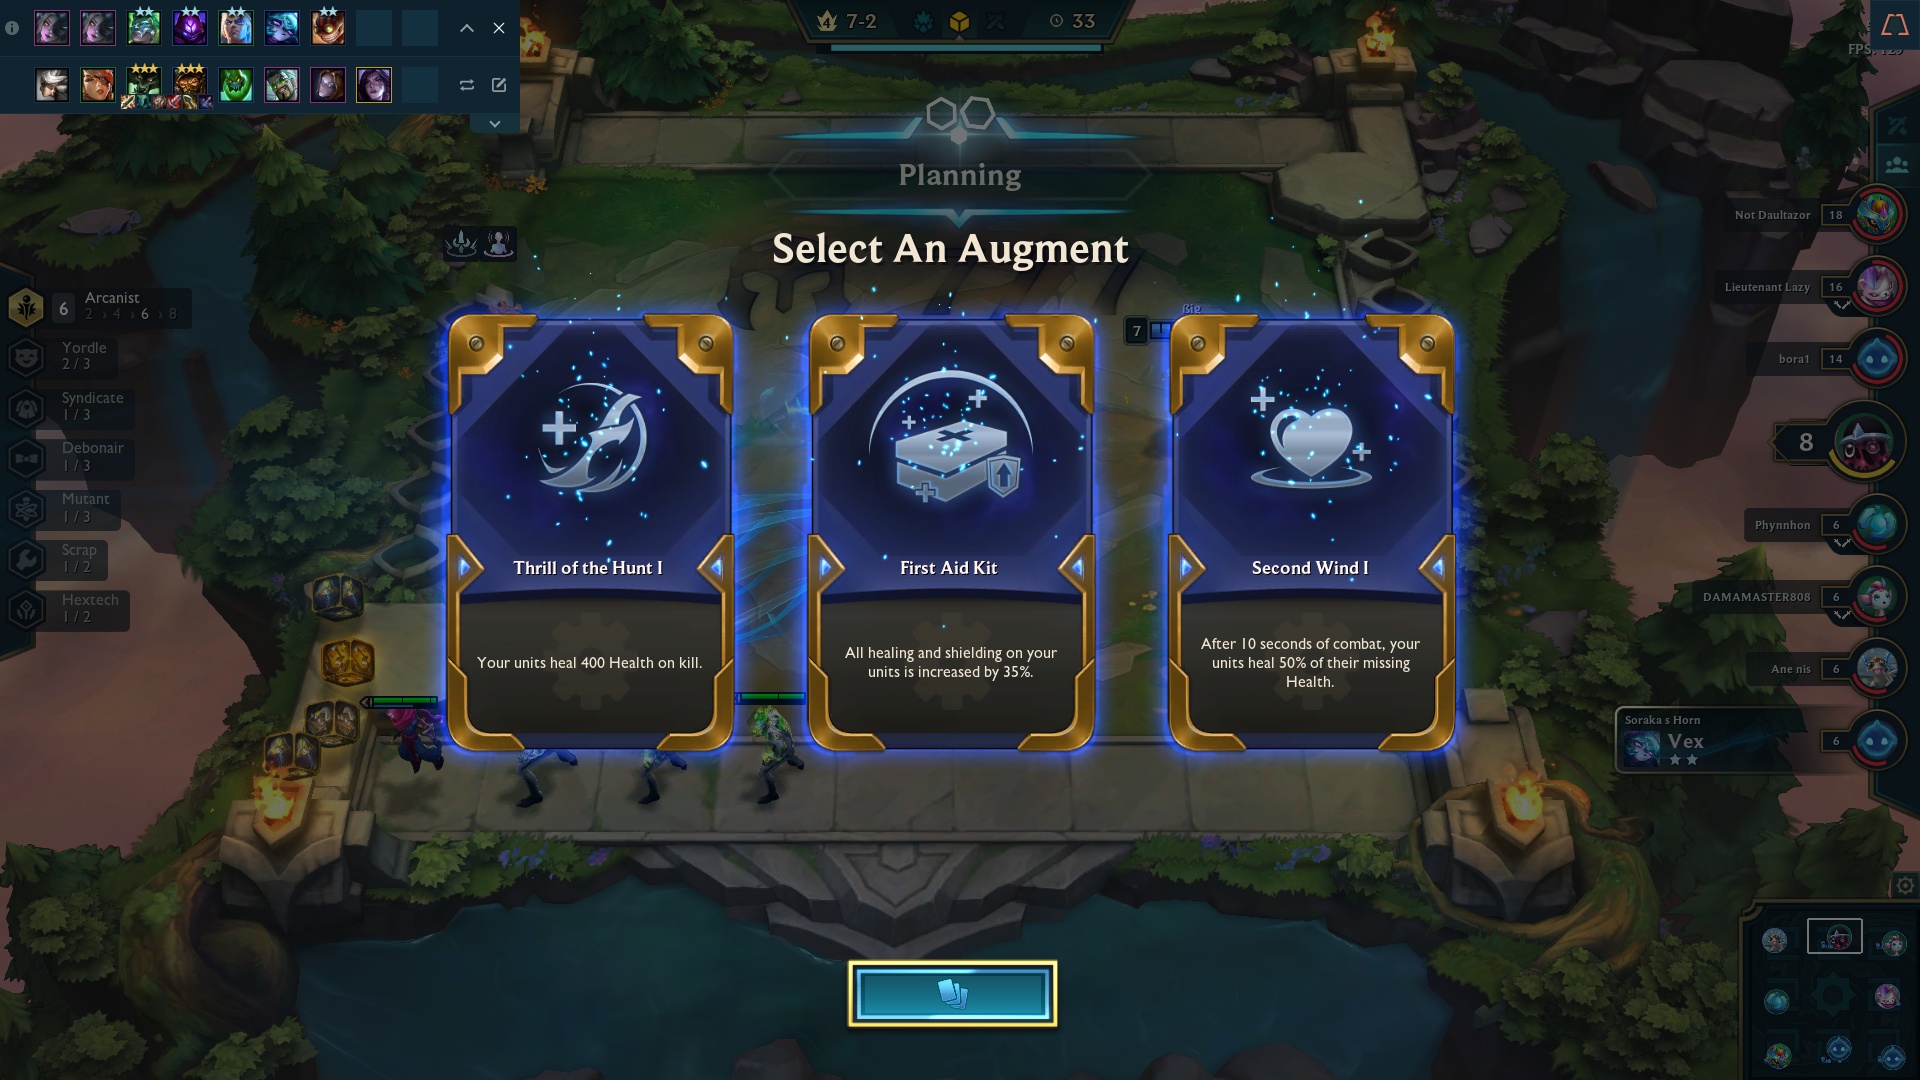 7-2
33
FPS: 129
Planning
Select An Augment
6
Arcanist
2 › 4 › 6 › 8
Yordle
2 / 3
Syndicate
1 / 3
Debonair
1 / 3
Mutant
1 / 3
Scrap
1 / 2
Hextech
1 / 2
7
Big
Thrill of the Hunt I
Your units heal 400 Health on kill.
First Aid Kit
All healing and shielding on your
units is increased by 35%.
Second Wind I
After 10 seconds of combat, your
units heal 50% of their missing
Health.
Not Daultazor 18
Lieutenant Lazy 16
bora1 14
8
Phynnhon 6
DAMAMASTER808 6
Ane nis 6
Soraka s Horn
Vex
6